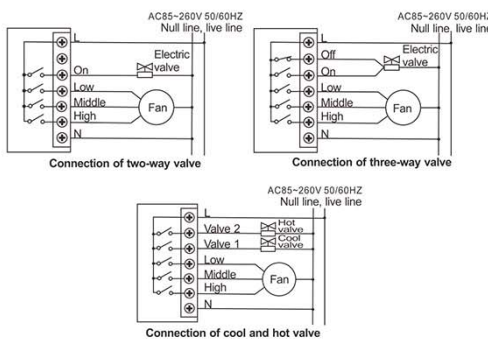 AC85~260V 50/60HZ
Null line, live line
L
Electric
valve
On
Low
Middle
High
Fan
N
Connection of two-way valve
AC85~260V 50/60HZ
Null line, live line
L
Off
Electric
valve
On
Low
Middle
High
Fan
N
Connection of three-way valve
AC85~260V 50/60HZ
Null line, live line
L
Hot
valve
Valve 2
Cool
valve
Valve 1
Low
Middle
High
Fan
N
Connection of cool and hot valve